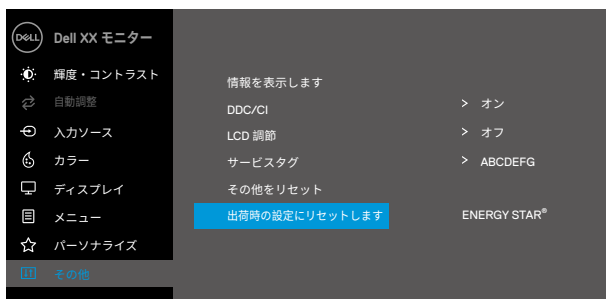 DELL Dell XX モニター
輝度・コントラスト
自動調整
入力ソース
カラー
ディスプレイ
メニュー
パーソナライズ
その他
情報を表示します
DDC/CI > オン
LCD 調節 > オフ
サービスタグ > ABCDEFG
その他をリセット
出荷時の設定にリセットします ENERGY STAR®